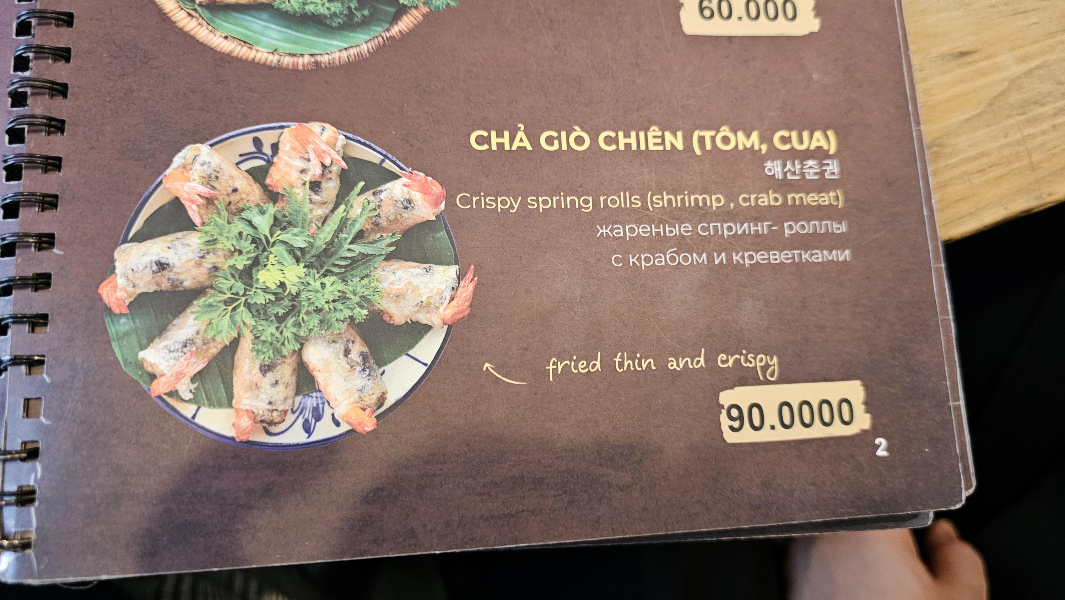 60.000
CHẢ GIÒ CHIÊN (TÔM, CUA)
해산춘권
Crispy spring rolls (shrimp , crab meat)
жареные спринг- роллы
с крабом и креветками
fried thin and crispy
90.0000
2